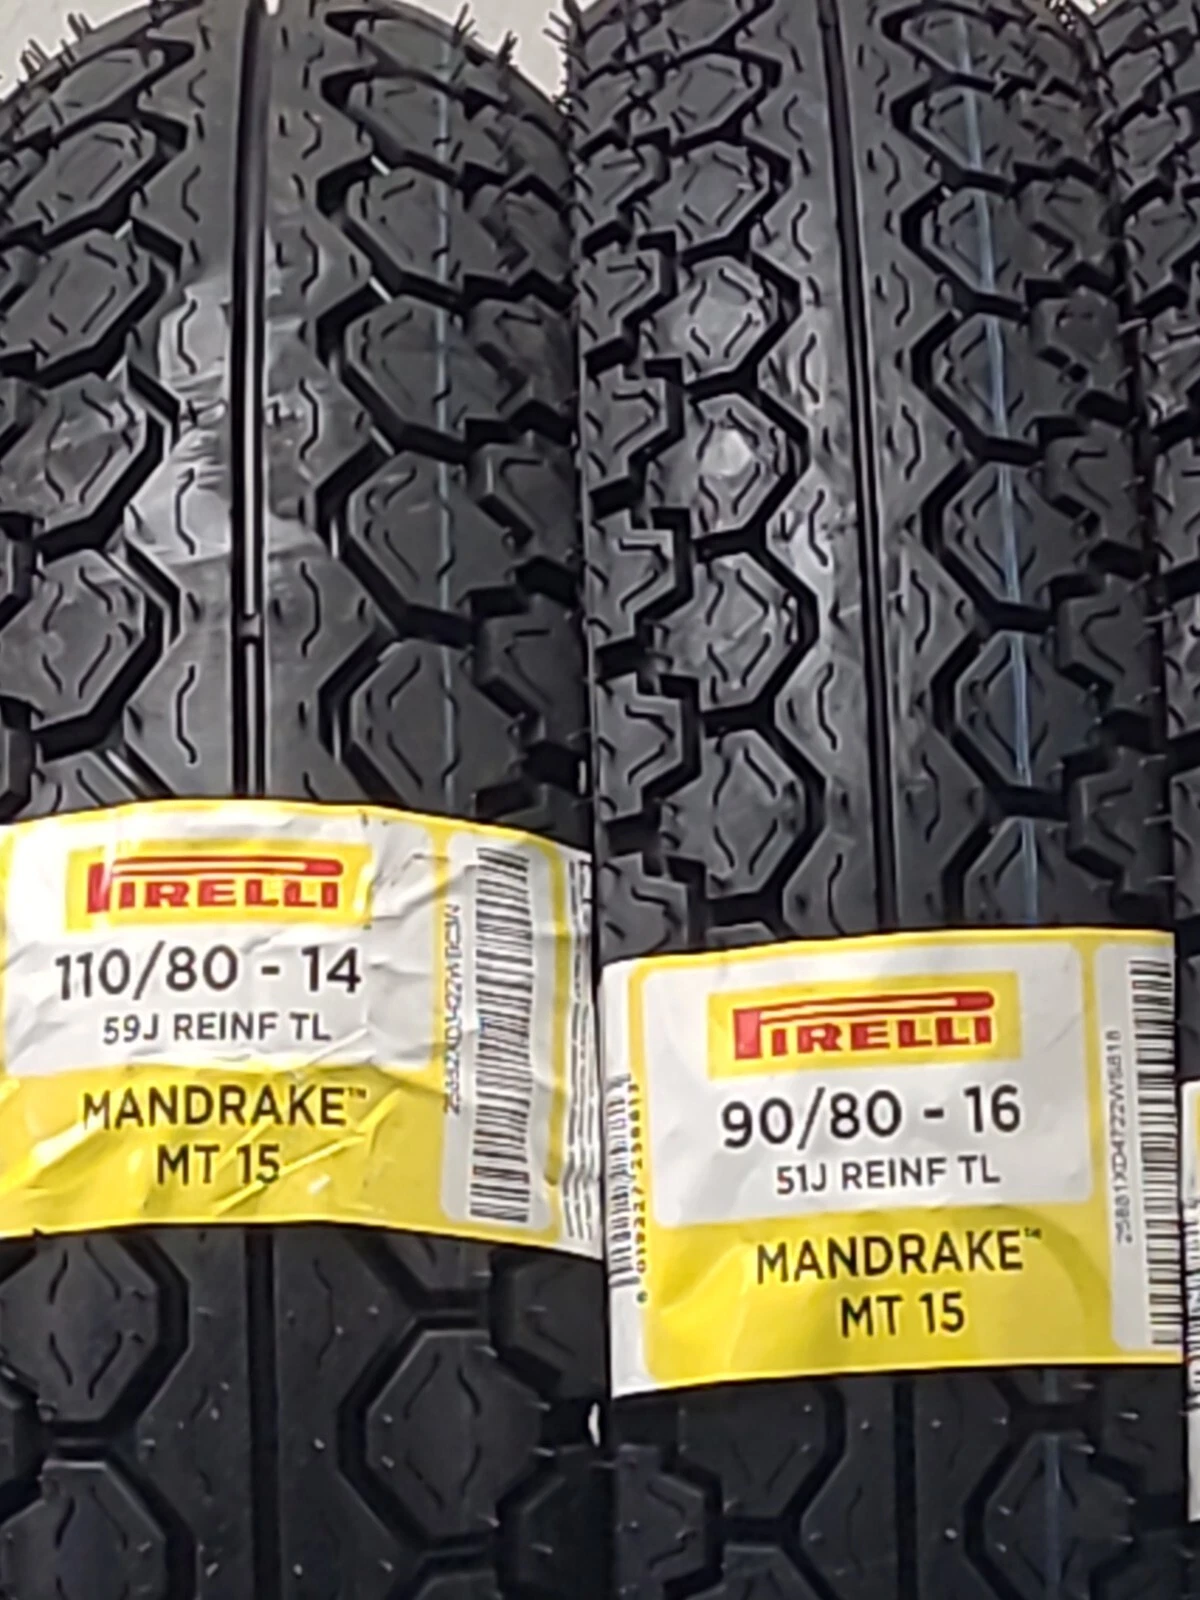 PIRELLI
110/80 - 14
59J REINF TL
MANDRAKE™
MT 15
PIRELLI
90/80 - 16
51J REINF TL
MANDRAKE™
MT 15